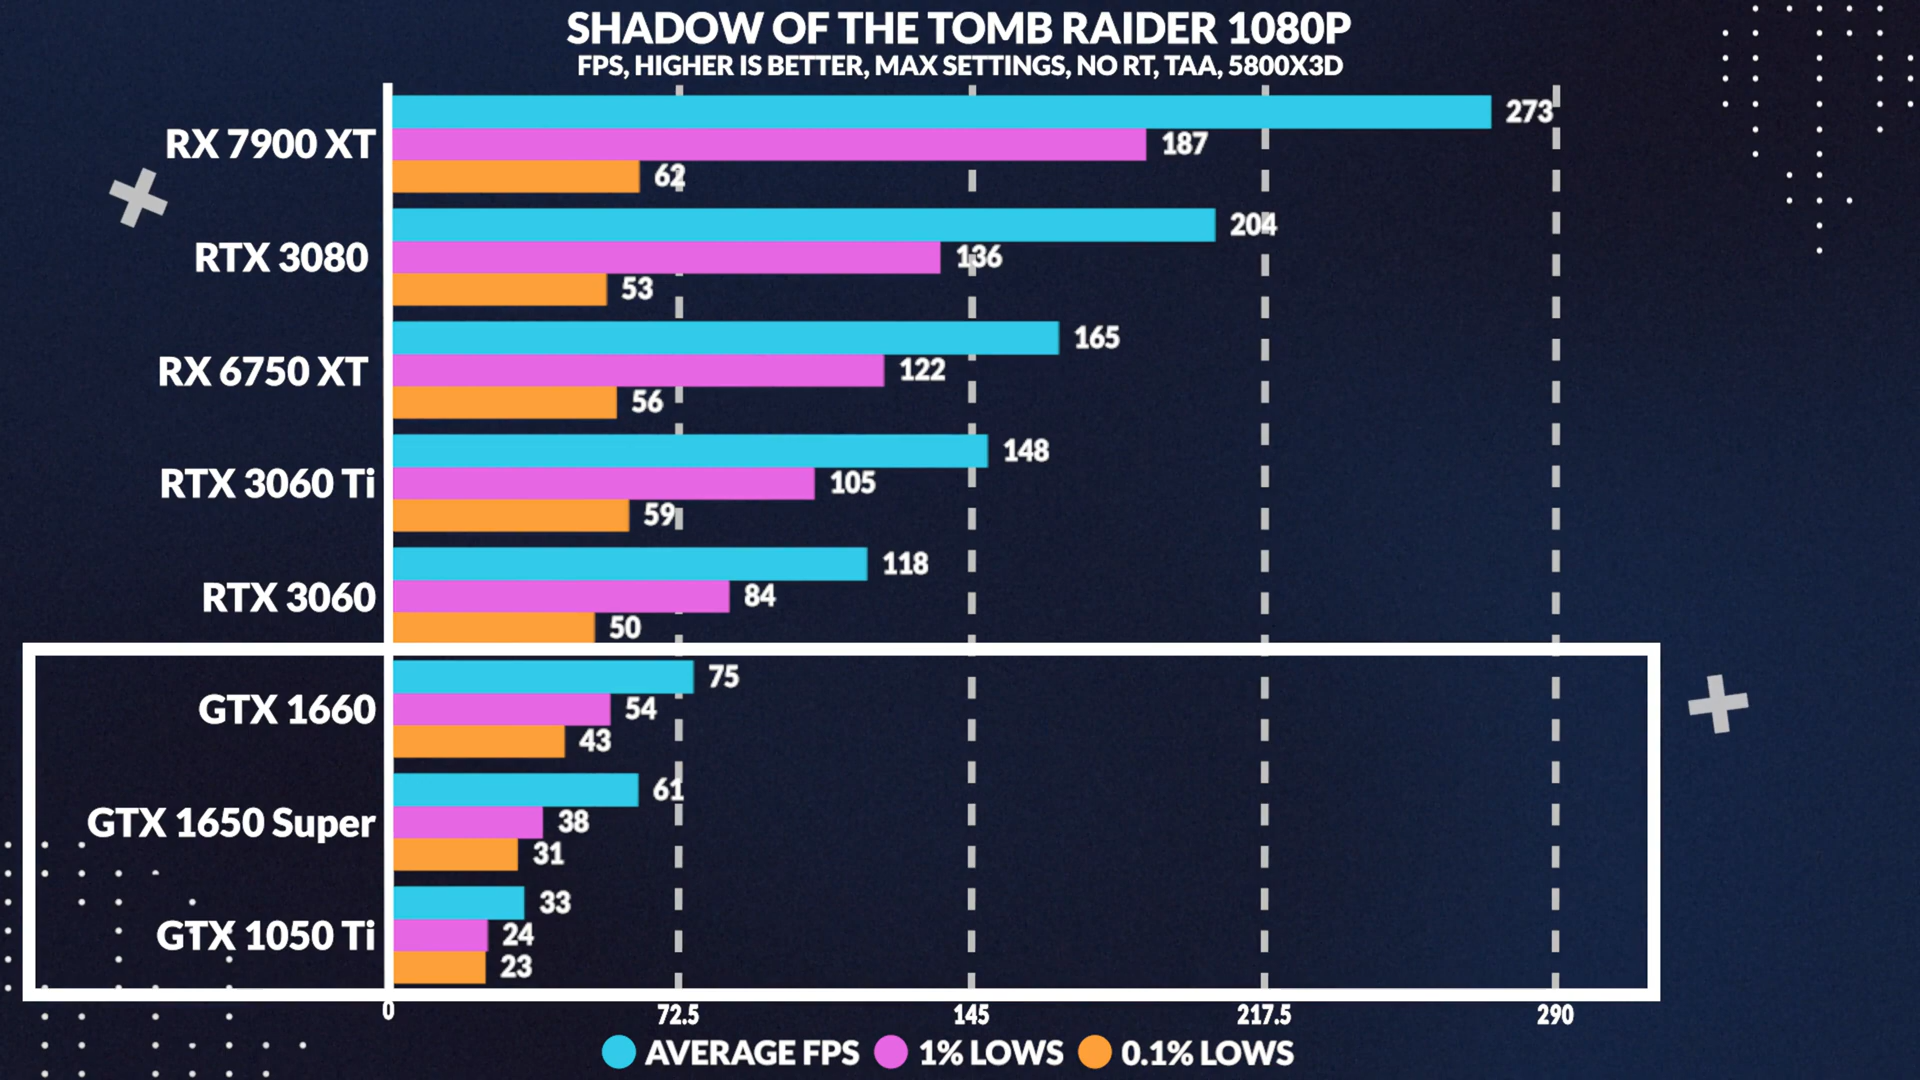 SHADOW OF THE TOMB RAIDER 1080P
FPS, HIGHER IS BETTER, MAX SETTINGS, NO RT, TAA, 5800X3D
RX 7900 XT
273
187
62
RTX 3080
204
136
53
RX 6750 XT
165
122
56
RTX 3060 Ti
148
105
59
RTX 3060
118
84
50
GTX 1660
75
54
43
GTX 1650 Super
61
38
31
GTX 1050 Ti
33
24
23
0 72.5 145 217.5 290
AVERAGE FPS 1% LOWS 0.1% LOWS